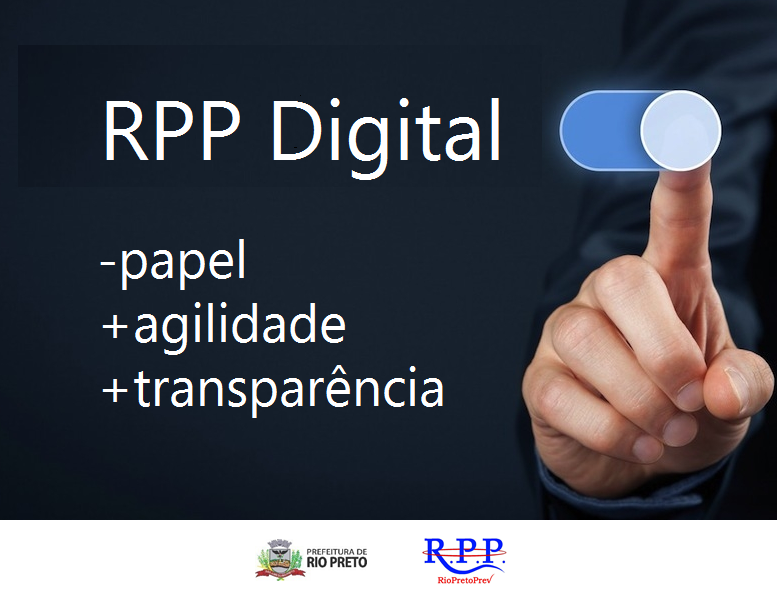 RPP Digital
-papel
+agilidade
+transparência
PREFEITURA DE
RIO PRETO
R.P.P.
RioPretoPrev